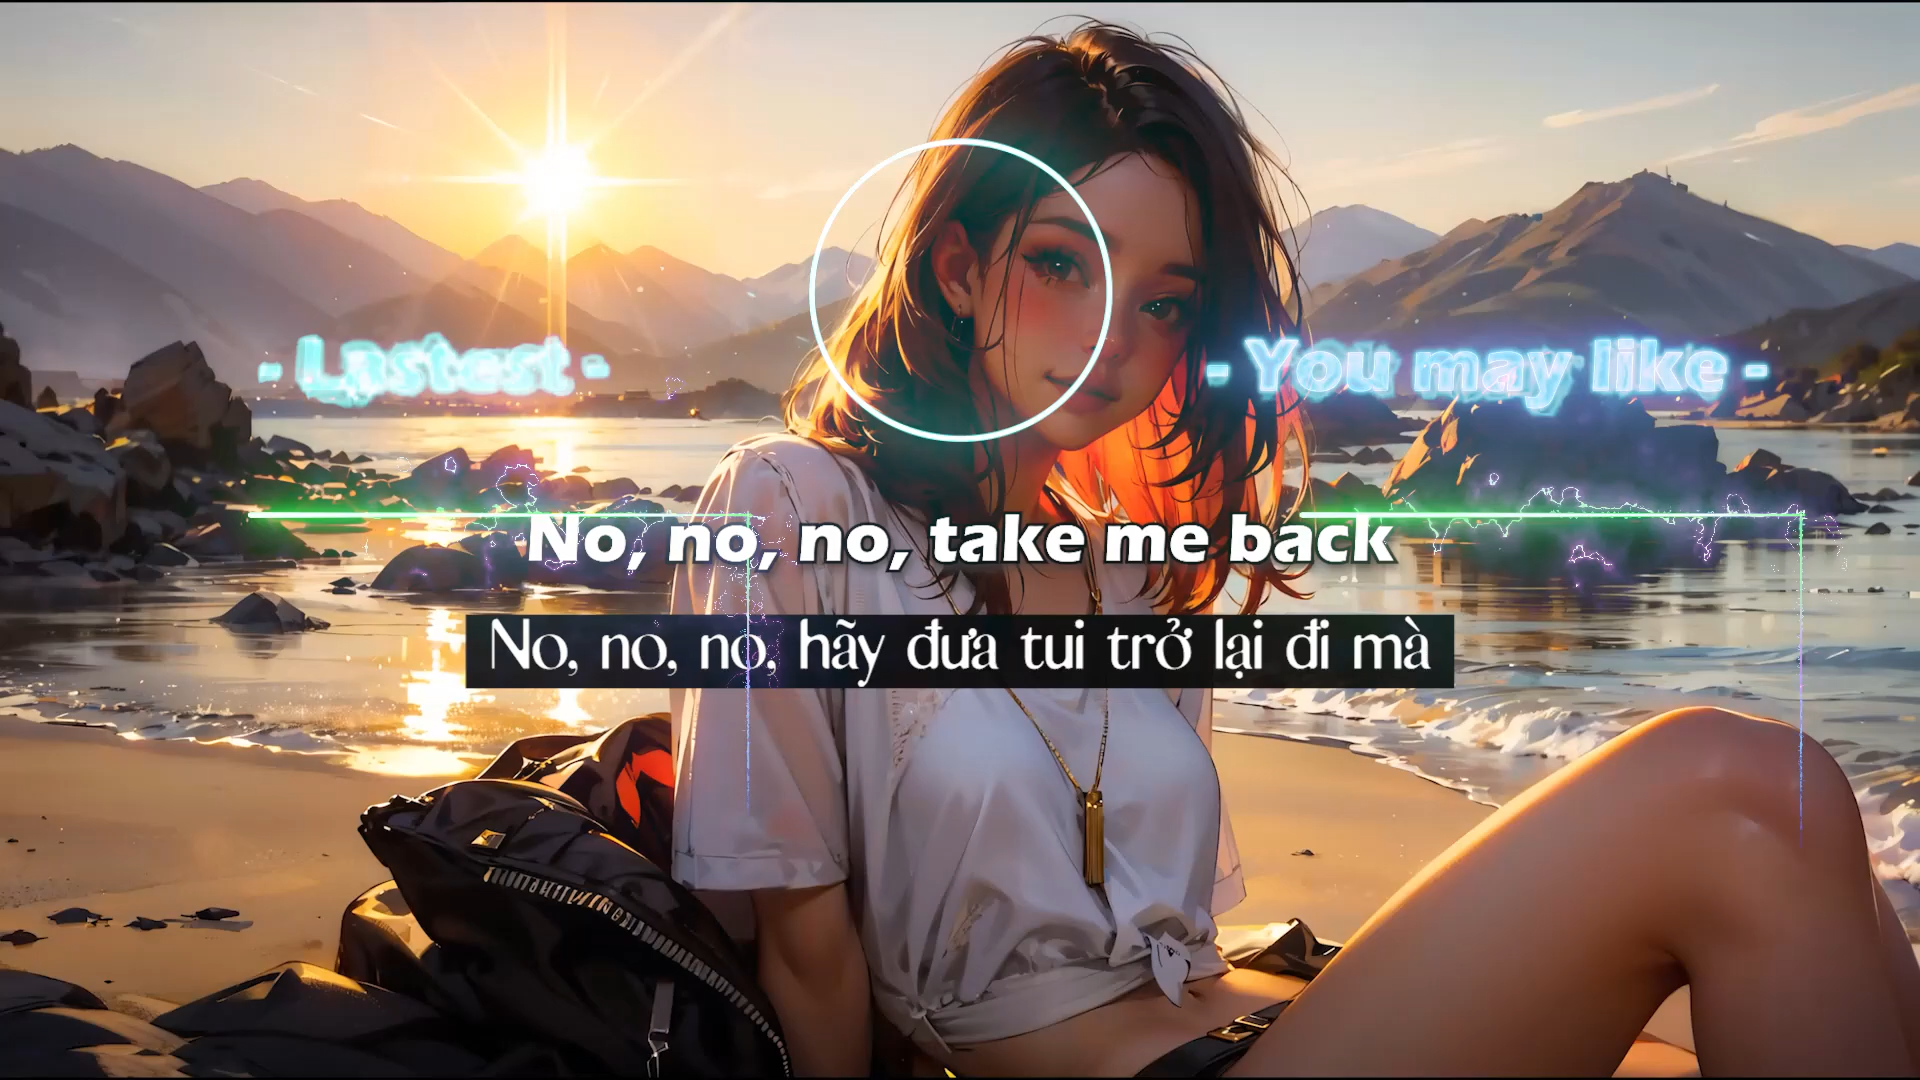 - Lastest -
- You may like -
No, no, no, take me back
No, no, no, hãy đưa tui trở lại đi mà